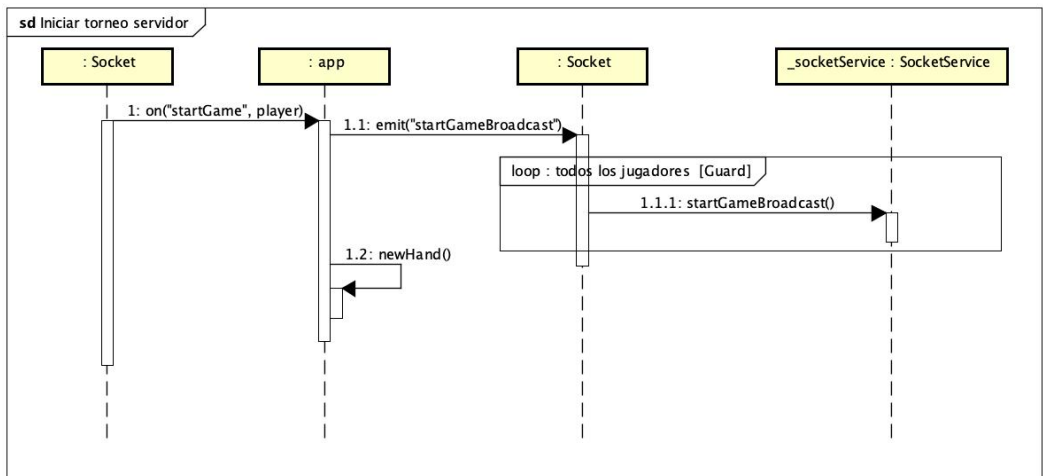 sd Iniciar torneo servidor
: Socket
: app
: Socket
_socketService : SocketService
1: on("startGame", player)
1.1: emit("startGameBroadcast")
loop : todos los jugadores [Guard]
1.1.1: startGameBroadcast()
1.2: newHand()